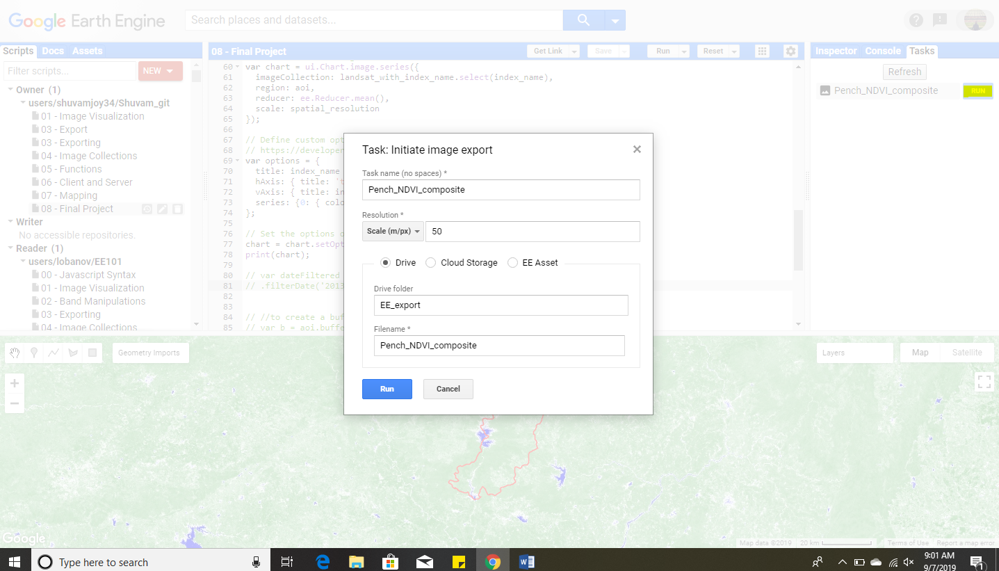 Google Earth Engine
Search places and datasets...
Scripts Docs Assets
08 - Final Project
Get Link Save Run Reset
Inspector Console Tasks
Filter scripts...
NEW
Owner (1)
users/shuvamjoy34/Shuvam_git
01 - Image Visualization
03 - Export
03 - Exporting
04 - Image Collections
05 - Functions
06 - Client and Server
07 - Mapping
08 - Final Project
Writer
No accessible repositories.
Reader (1)
users/lobanov/EE101
00 - Javascript Syntax
01 - Image Visualization
02 - Band Manipulations
03 - Exporting
04 - Image Collections
60 var chart = ui.Chart.image.series({
61 imageCollection: landsat_with_index_name.select(index_name),
62 region: aoi,
63 reducer: ee.Reducer.mean(),
64 scale: spatial_resolution
65 });
66
67 // Define custom opt
68 // https://developer
69 var options = {
70 title: index_name
71 hAxis: { title: 't
72 vAxis: { title: in
73 series: {0: { colo
74 };
75
76 // Set the options o
77 chart = chart.setOpt
78 print(chart);
79
80 // var dateFiltered
81 // .filterDate('2013
82
83
84 // //to create a buf
85 // var b = aoi.buffe
Refresh
Pench_NDVI_composite RUN
Task: Initiate image export
Task name (no spaces) *
Pench_NDVI_composite
Resolution *
Scale (m/px) 50
Drive Cloud Storage EE Asset
Drive folder
EE_export
Filename *
Pench_NDVI_composite
Run Cancel
Geometry Imports
Layers
Map Satellite
+
−
Google
Map data ©2019 20 km Terms of Use Report a map error
Type here to search
9:01 AM
9/7/2019
1